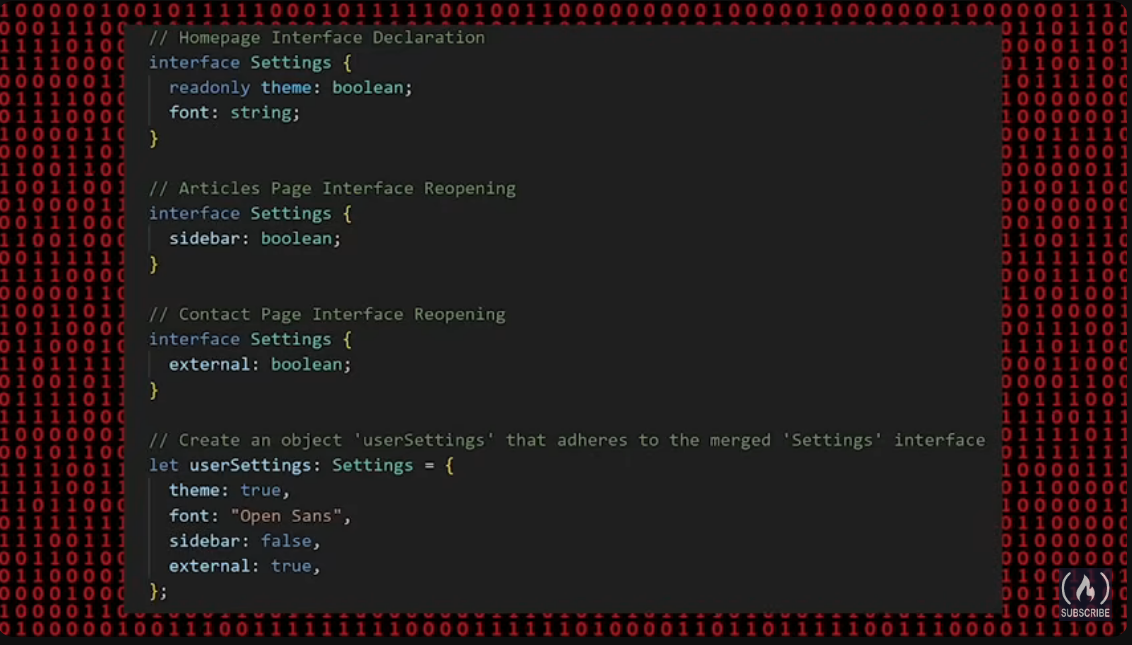 // Homepage Interface Declaration
interface Settings {
readonly theme: boolean;
font: string;
}
// Articles Page Interface Reopening
interface Settings {
sidebar: boolean;
}
// Contact Page Interface Reopening
interface Settings {
external: boolean;
}
// Create an object 'userSettings' that adheres to the merged 'Settings' interface
let userSettings: Settings = {
theme: true,
font: "Open Sans",
sidebar: false,
external: true,
};
SUBSCRIBE